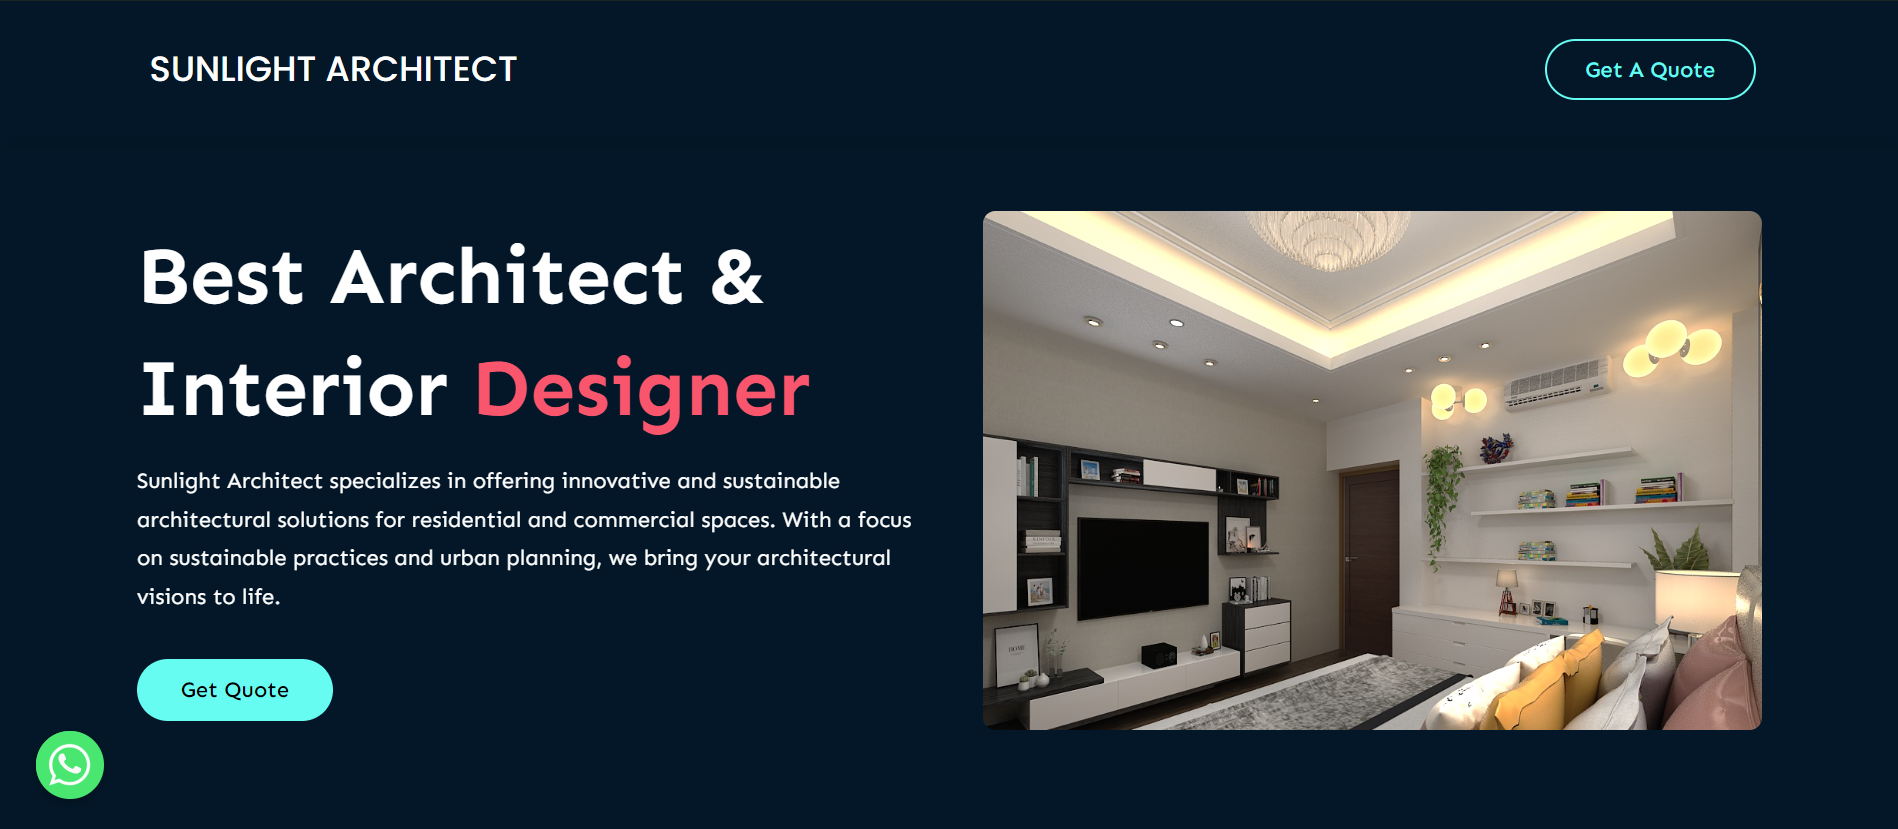 SUNLIGHT ARCHITECT
Get A Quote
Best Architect &
Interior Designer
Sunlight Architect specializes in offering innovative and sustainable
architectural solutions for residential and commercial spaces. With a focus
on sustainable practices and urban planning, we bring your architectural
visions to life.
Get Quote
HOME